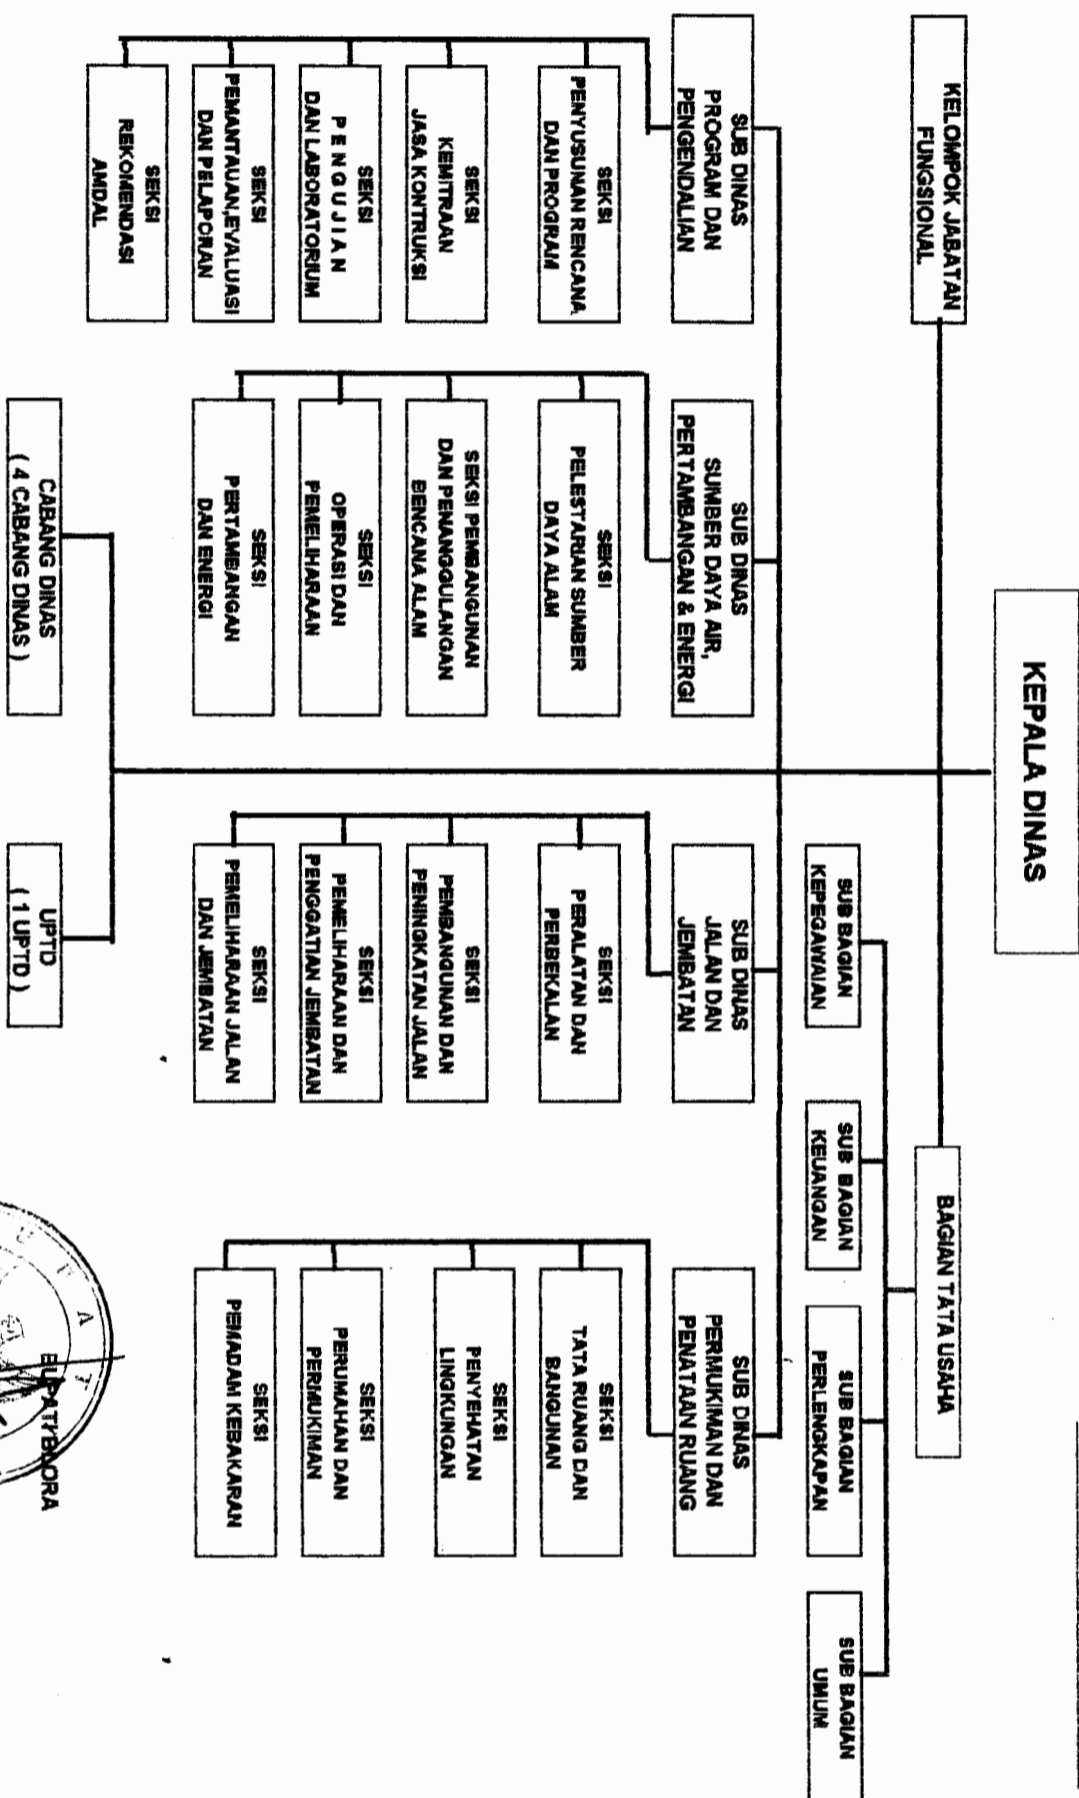 KEPALA DINAS
KELOMPOK JABATAN
FUNGSIONAL
BAGIAN TATA USAHA
SUB BAGIAN
KEPEGAWAIAN
SUB BAGIAN
KEUANGAN
SUB BAGIAN
PERLENGKAPAN
SUB BAGIAN
UMUM
SUB DINAS
PROGRAM DAN
PENGENDALIAN
SEKSI
PENYUSUNAN RENCANA
DAN PROGRAM
SEKSI
KEMITRAAN
JASA KONTRUKSI
SEKSI
P E N G U J I A N
DAN LABORATORIUM
SEKSI
PEMANTAUAN,EVALUASI
DAN PELAPORAN
SEKSI
REKOMENDASI
AMDAL
SUB DINAS
SUMBER DAYA AIR,
PERTAMBANGAN & ENERGI
SEKSI
PELESTARIAN SUMBER
DAYA ALAM
SEKSI PEMBANGUNAN
DAN PENANGGULANGAN
BENCANA ALAM
SEKSI
OPERASI DAN
PEMELIHARAAN
SEKSI
PERTAMBANGAN
DAN ENERGI
SUB DINAS
JALAN DAN
JEMBATAN
SEKSI
PERALATAN DAN
PERBEKALAN
SEKSI
PEMBANGUNAN DAN
PENINGKATAN JALAN
SEKSI
PEMELIHARAAN DAN
PENGGATIAN JEMBATAN
SEKSI
PEMELIHARAAN JALAN
DAN JEMBATAN
SUB DINAS
PERMUKIMAN DAN
PENATAAN RUANG
SEKSI
TATA RUANG DAN
BANGUNAN
SEKSI
PENYEHATAN
LINGKUNGAN
SEKSI
PERUMAHAN DAN
PERMUKIMAN
SEKSI
PEMADAM KEBAKARAN
CABANG DINAS
( 4 CABANG DINAS )
UPTD
( 1 UPTD )
BUPATI BLORA